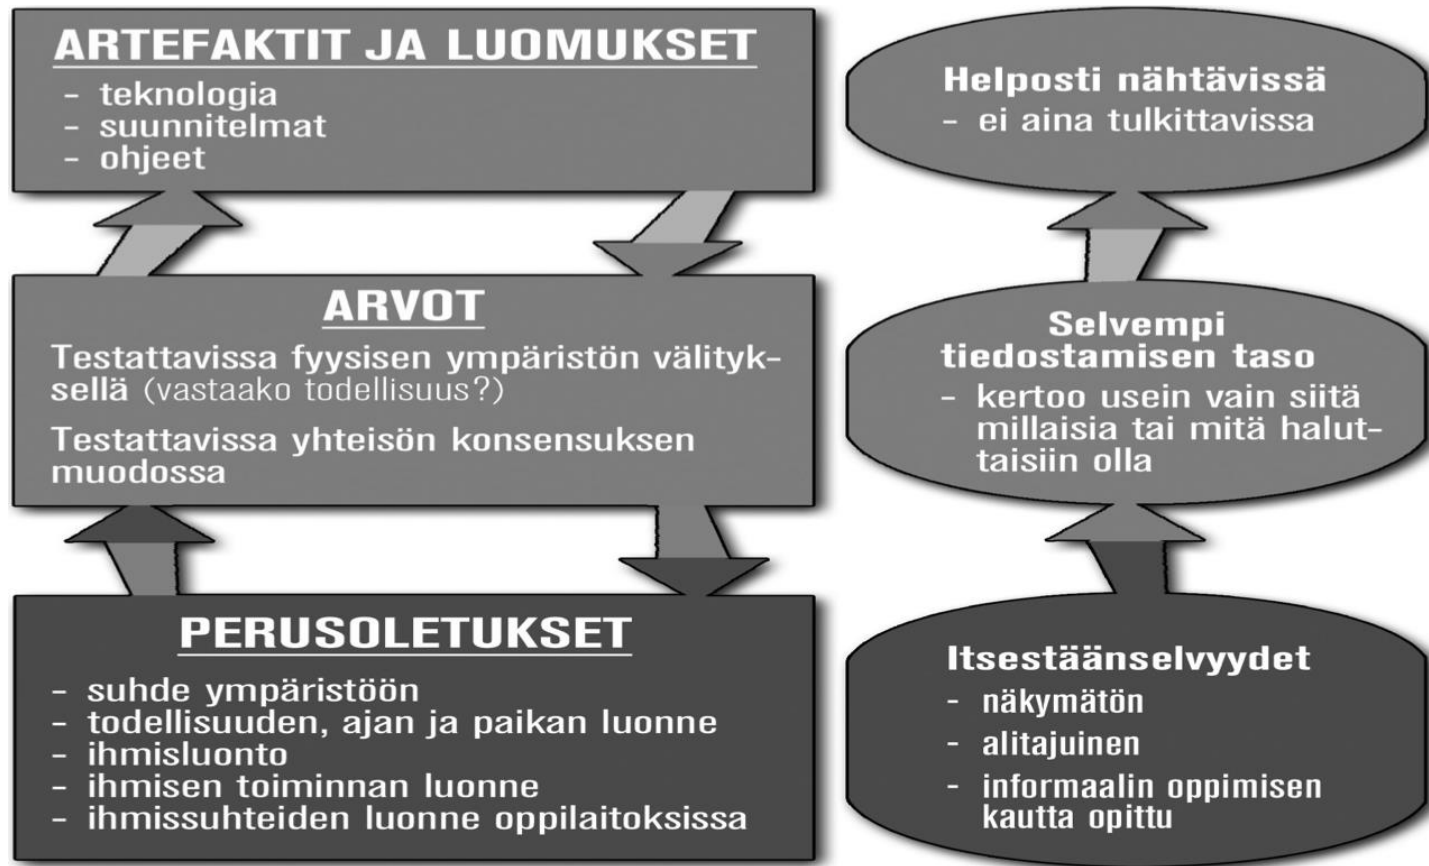 ARTEFAKTIT JA LUOMUKSET
- teknologia
- suunnitelmat
- ohjeet
Helposti nähtävissä
- ei aina tulkittavissa
ARVOT
Testattavissa fyysisen ympäristön välityk-
sellä (vastaako todellisuus?)
Testattavissa yhteisön konsensuksen
muodossa
Selvempi
tiedostamisen taso
- kertoo usein vain siitä
millaisia tai mitä halut-
taisiin olla
PERUSOLETUKSET
- suhde ympäristöön
- todellisuuden, ajan ja paikan luonne
- ihmisluonto
- ihmisen toiminnan luonne
- ihmissuhteiden luonne oppilaitoksissa
Itsestäänselvyydet
- näkymätön
- alitajuinen
- informaalin oppimisen
kautta opittu